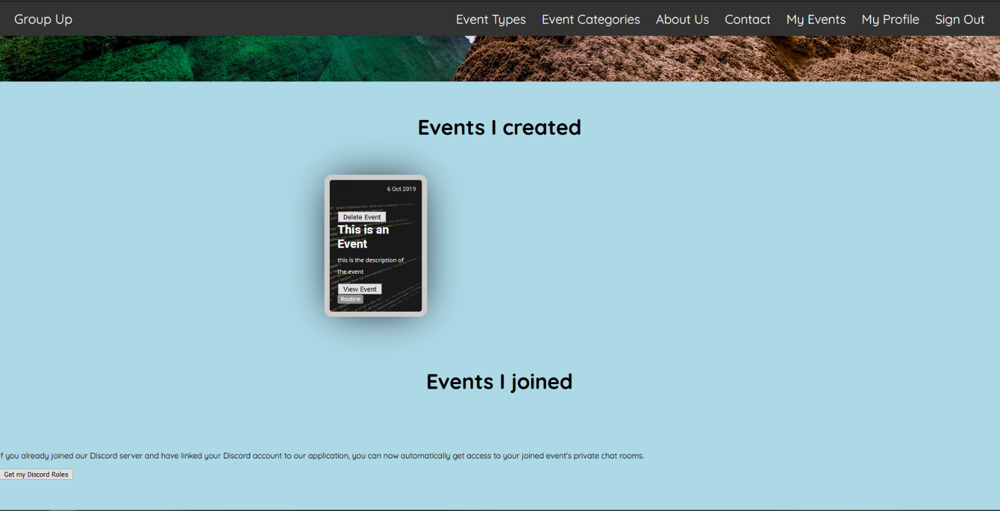 Group Up
Event Types
Event Categories
About Us
Contact
My Events
My Profile
Sign Out
Events I created
6 Oct 2019
Delete Event
This is an
Event
this is the description of
the event
View Event
Routine
Events I joined
f you already joined our Discord server and have linked your Discord account to our application, you can now automatically get access to your joined event's private chat rooms.
Get my Discord Roles